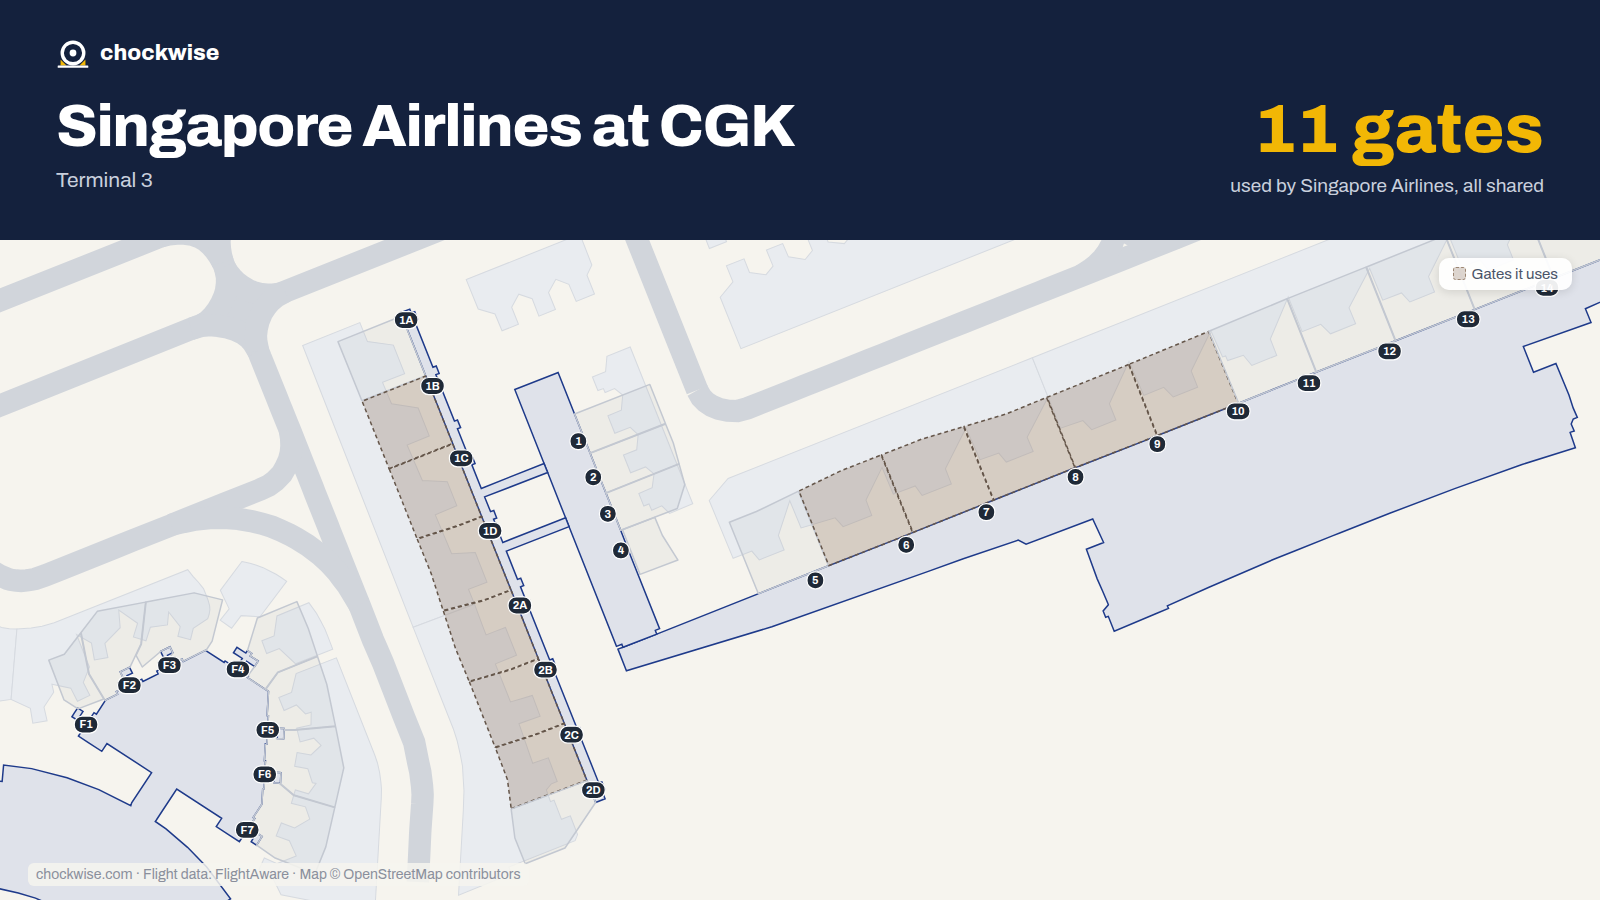 chockwise
Singapore Airlines at CGK
Terminal 3
11 gates
used by Singapore Airlines, all shared
Gates it uses
1A
1B
1C
1D
2A
2B
2C
2D
1
2
3
4
5
6
7
8
9
10
11
12
13
F1
F2
F3
F4
F5
F6
F7
chockwise.com · Flight data: FlightAware · Map © OpenStreetMap contributors